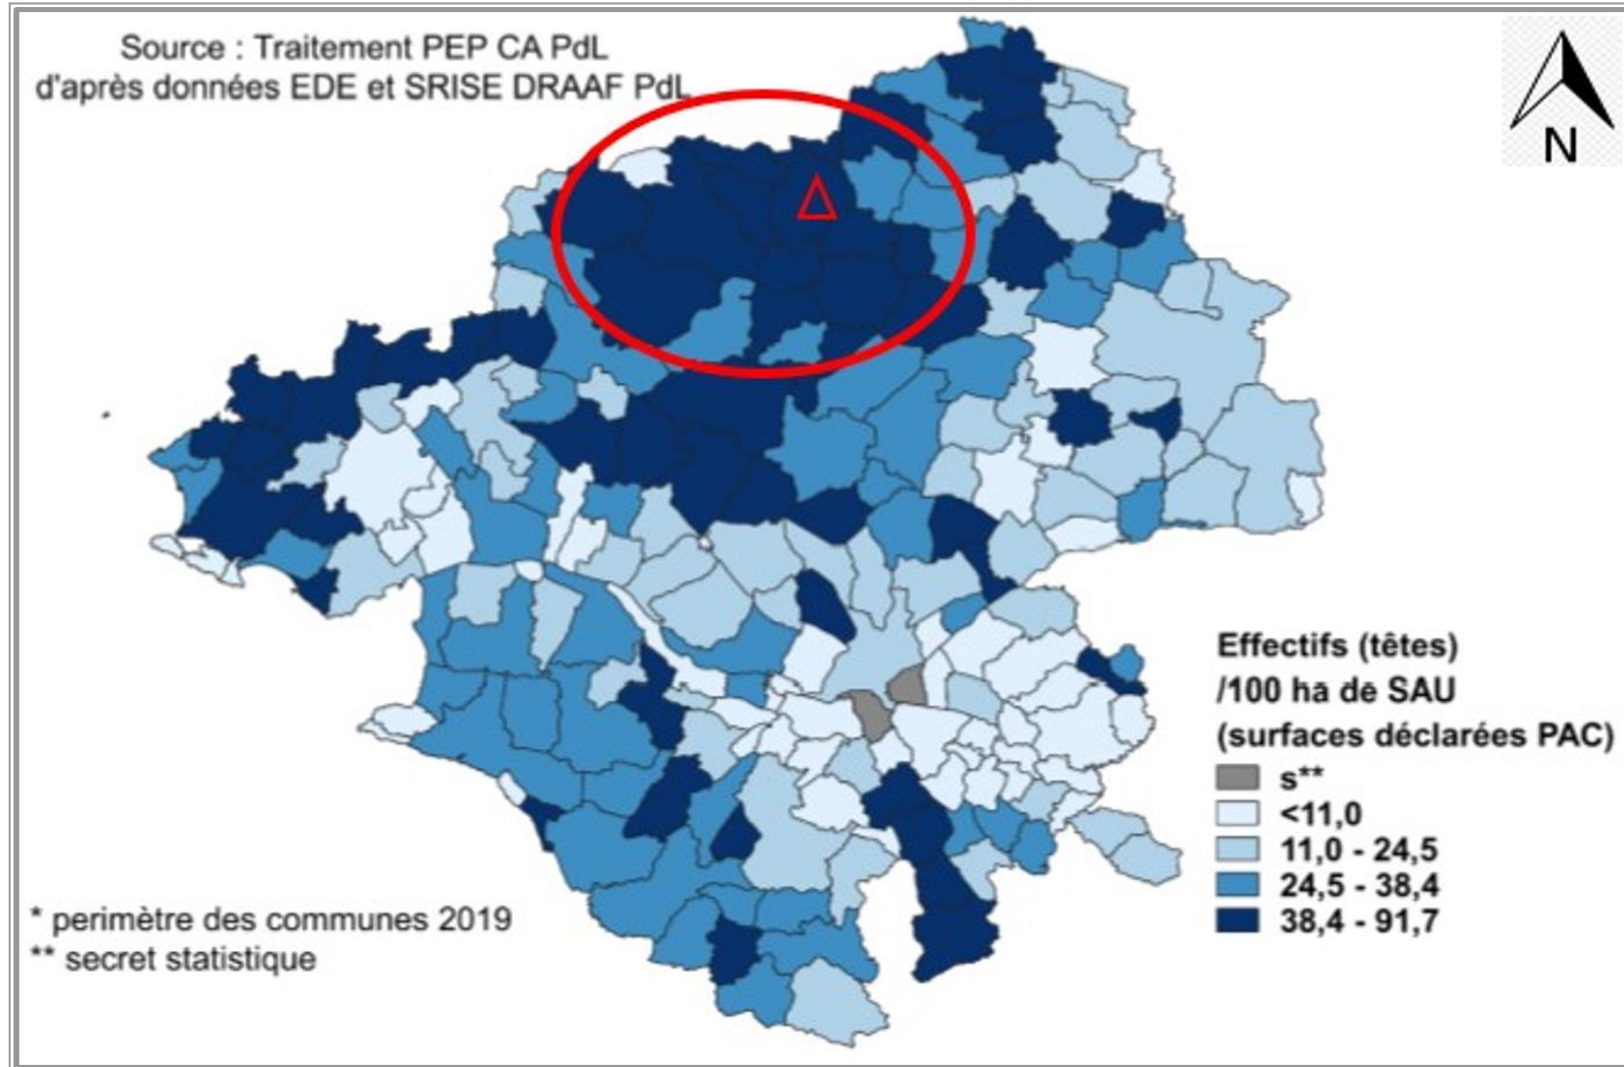 Source : Traitement PEP CA PdL
d'après données EDE et SRISE DRAAF PdL
N
Effectifs (têtes)
/100 ha de SAU
(surfaces déclarées PAC)
s**
<11,0
11,0 - 24,5
24,5 - 38,4
38,4 - 91,7
* perimètre des communes 2019
** secret statistique